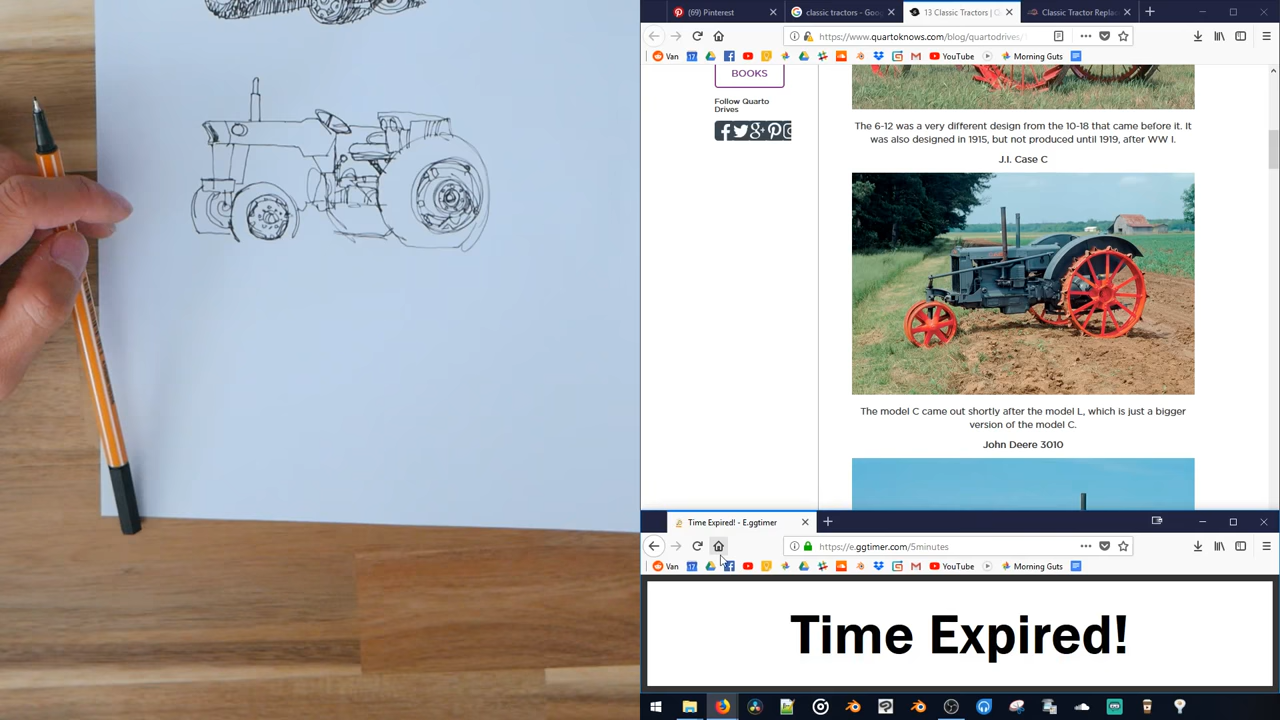 (69) Pinterest
classic tractors - Goog
13 Classic Tractors | Q
Classic Tractor Repla
https://www.quartoknows.com/blog/quartodrives/
Van
17
YouTube
Morning Guts
BOOKS
Follow Quarto
Drives
The 6-12 was a very different design from the 10-18 that came before it. It
was also designed in 1915, but not produced until 1919, after WW I.
J.I. Case C
The model C came out shortly after the model L, which is just a bigger
version of the model C.
John Deere 3010
Time Expired! - E.ggtimer
https://e.ggtimer.com/5minutes
Van
17
YouTube
Morning Guts
Time Expired!